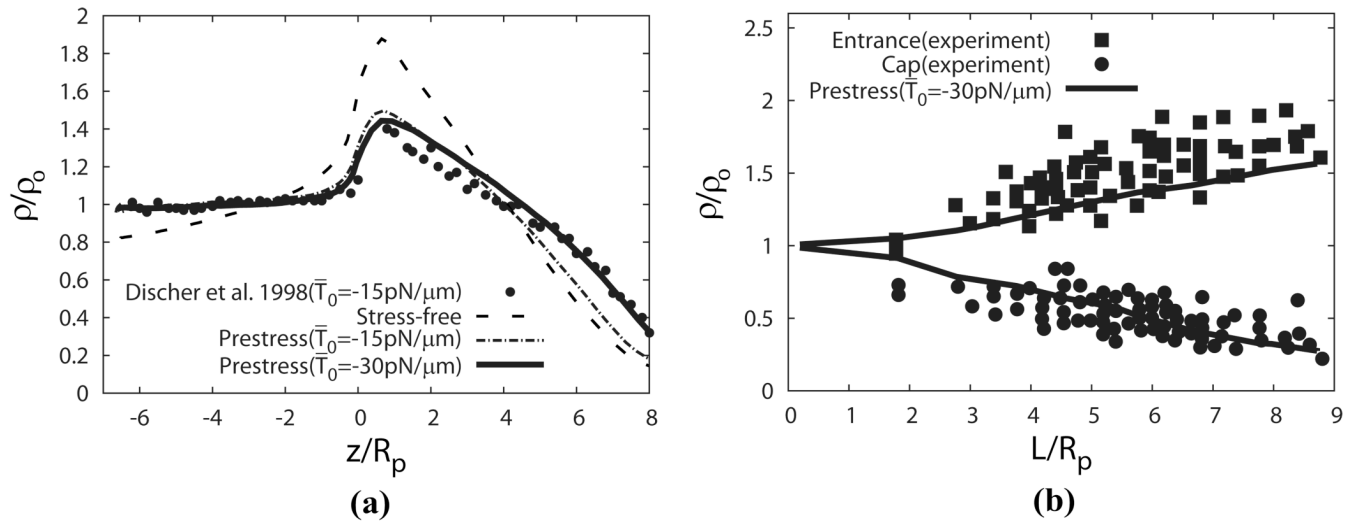 2
1.8
1.6
1.4
1.2
1
0.8
0.6
0.4
0.2
0
ρ/ρ₀
Discher et al. 1998(T̅₀=-15pN/μm)
Stress-free
Prestress(T̅₀=-15pN/μm)
Prestress(T̅₀=-30pN/μm)
-6 -4 -2 0 2 4 6 8
z/Rₚ
(a)
2.5
2
1.5
1
0.5
0
ρ/ρ₀
Entrance(experiment)
Cap(experiment)
Prestress(T̅₀=-30pN/μm)
0 1 2 3 4 5 6 7 8 9
L/Rₚ
(b)